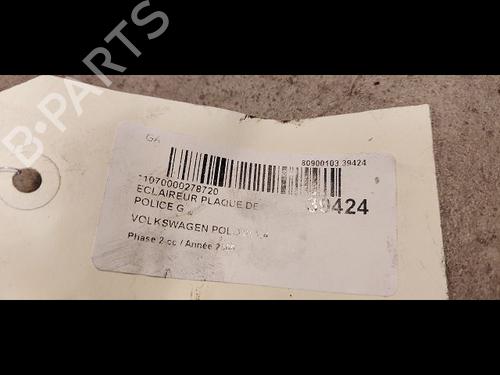 B-PARTS
GA
80900103 39424
11070000278720
ECLAIREUR PLAQUE DE
POLICE G
39424
VOLKSWAGEN POLO
Phase 2 cc / Année